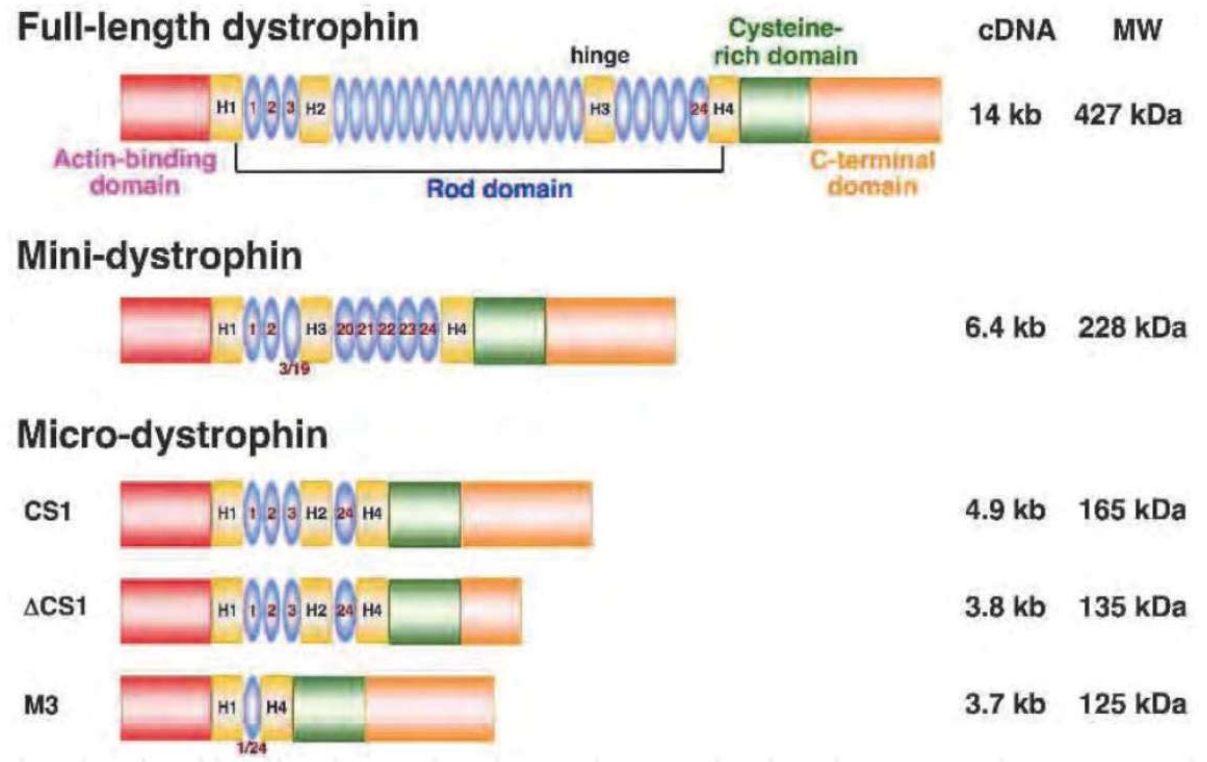 Full-length dystrophin
Cysteine-
rich domain
cDNA MW
hinge
H1 1 2 3 H2 H3 24 H4
14 kb 427 kDa
Actin-binding
domain
Rod domain
C-terminal
domain
Mini-dystrophin
H1 1 2 H3 20 21 22 23 24 H4
6.4 kb 228 kDa
3/19
Micro-dystrophin
CS1 H1 1 2 3 H2 24 H4 4.9 kb 165 kDa
ΔCS1 H1 1 2 3 H2 24 H4 3.8 kb 135 kDa
M3 H1 H4 3.7 kb 125 kDa
1/24